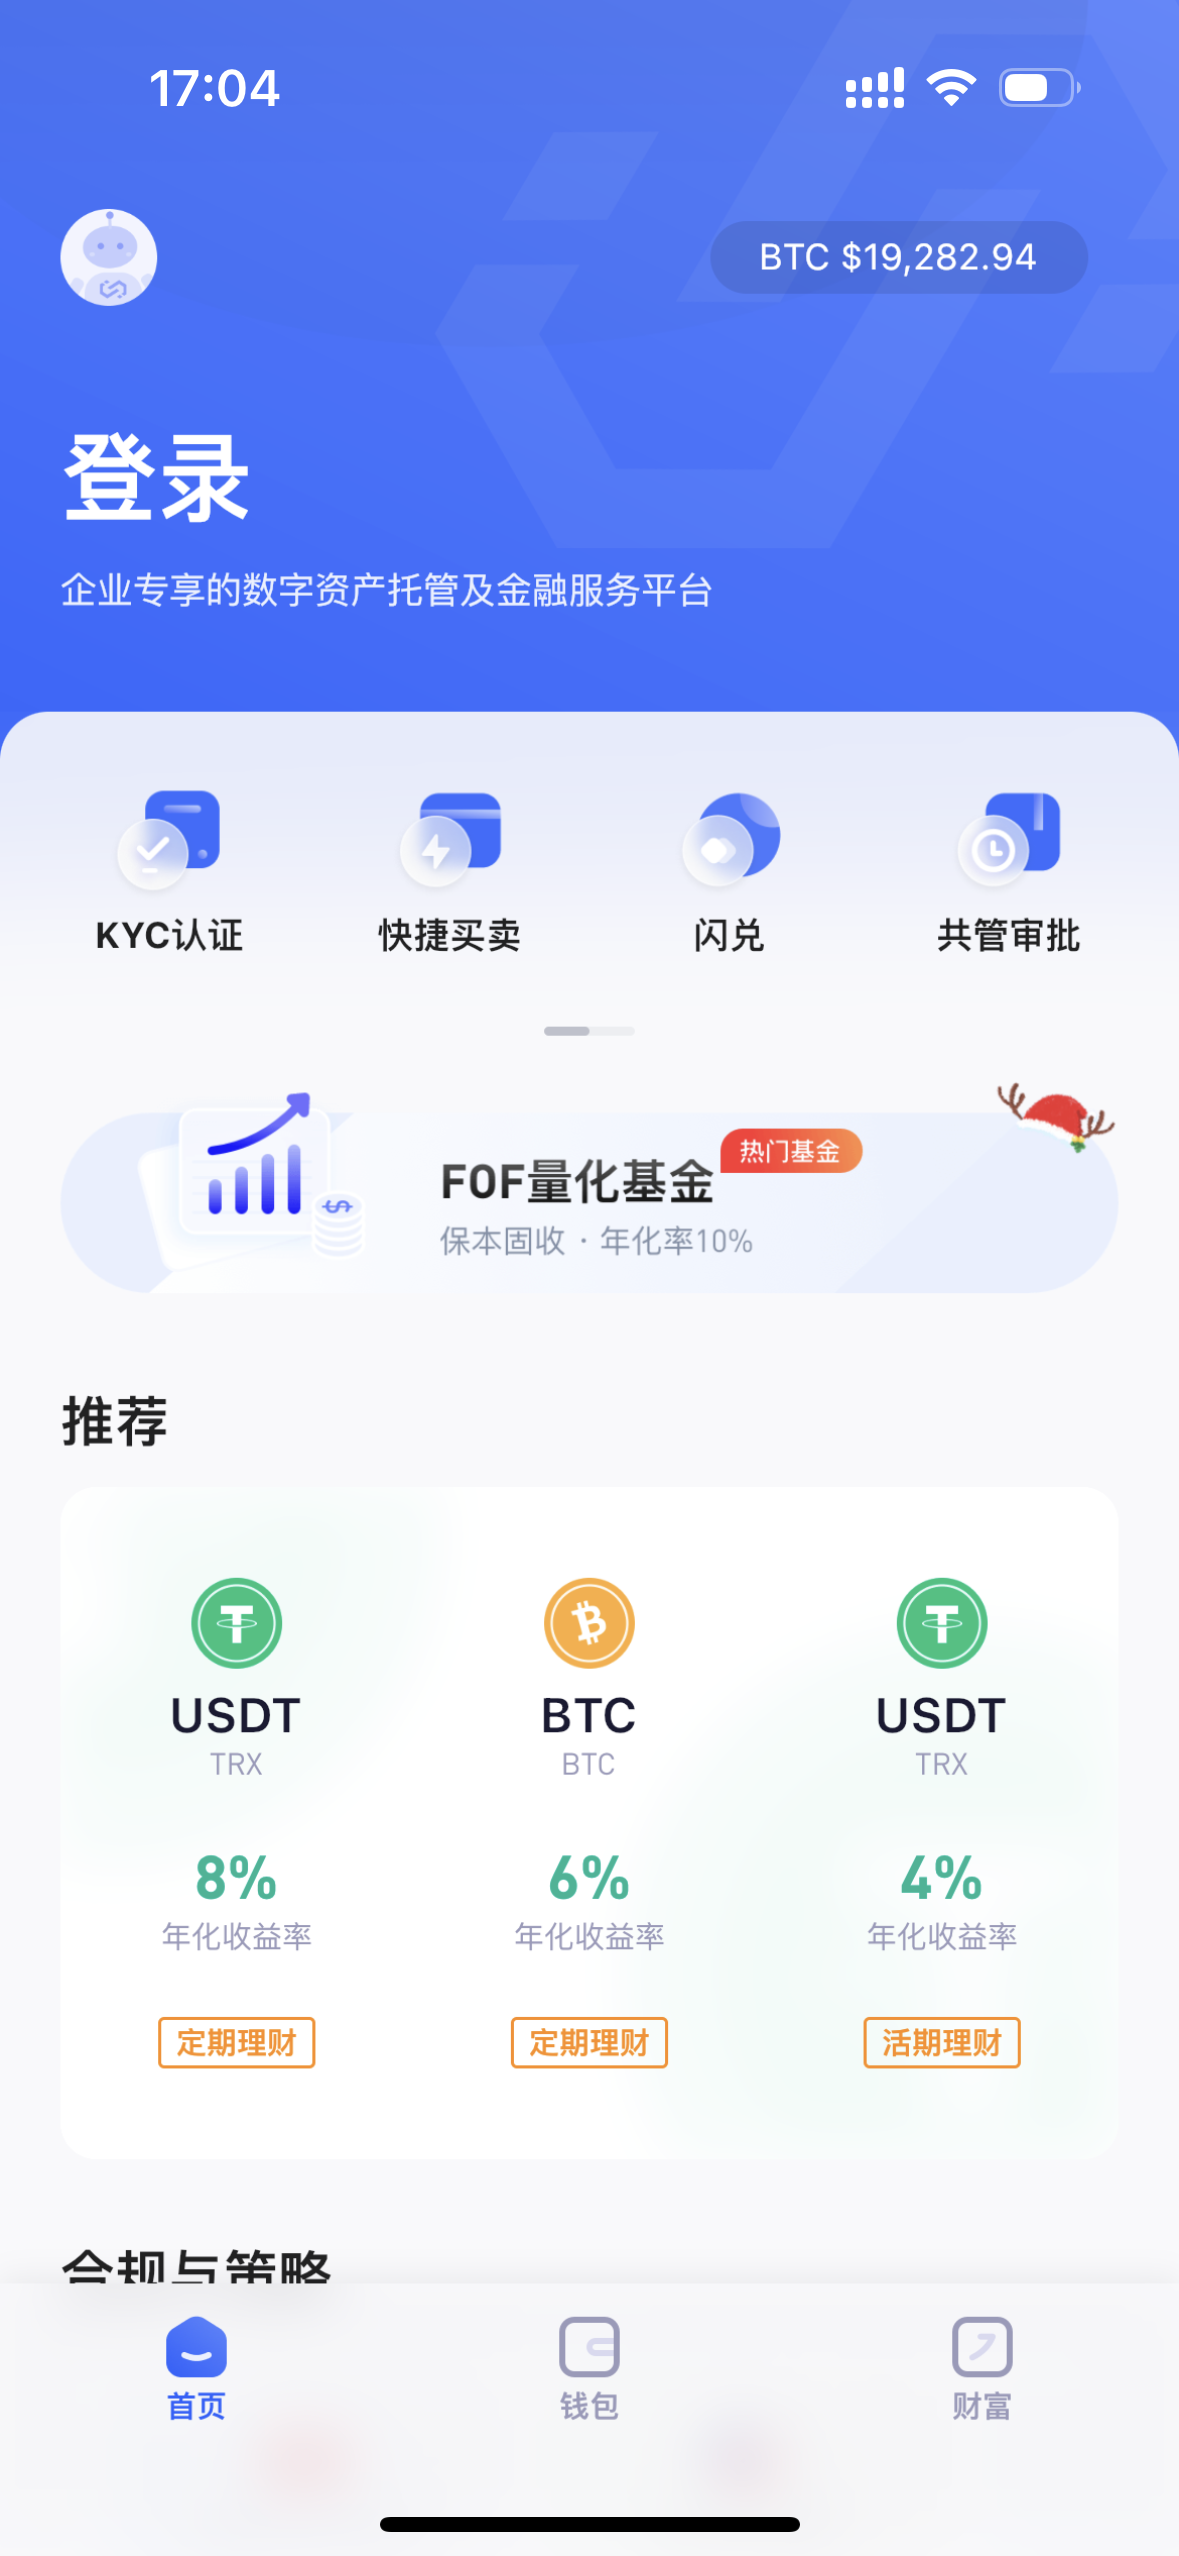 17:04
BTC $19,282.94
登录
企业专享的数字资产托管及金融服务平台
KYC认证
快捷买卖
闪兑
共管审批
FOF量化基金
热门基金
保本固收 · 年化率10%
推荐
USDT
BTC
USDT
TRX
BTC
TRX
8%
6%
4%
年化收益率
年化收益率
年化收益率
定期理财
定期理财
活期理财
合规与策略
首页
钱包
财富